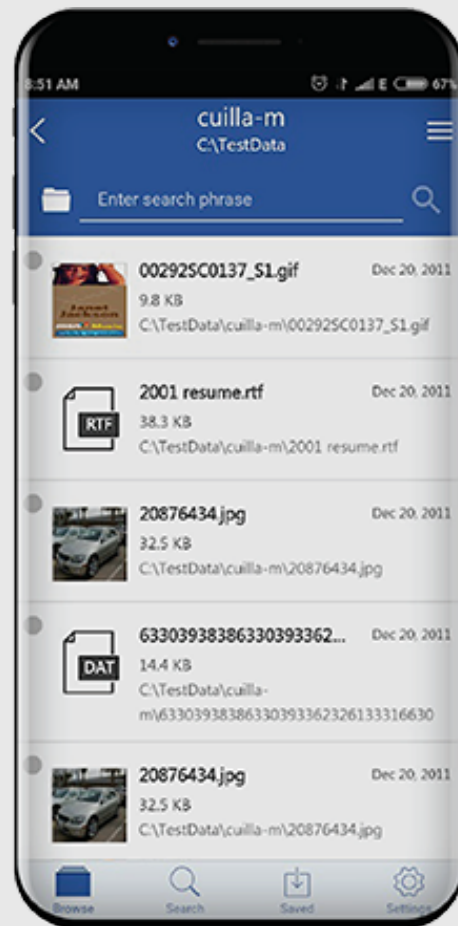 8:51 AM
E
67%
cuilla-m
C:\TestData
Enter search phrase
00292SC0137_S1.gif
Dec 20, 2011
9.8 KB
C:\TestData\cuilla-m\00292SC0137_S1.gif
Janet
Jackson
2001 resume.rtf
Dec 20, 2011
38.3 KB
C:\TestData\cuilla-m\2001 resume.rtf
RTF
20876434.jpg
Dec 20, 2011
32.5 KB
C:\TestData\cuilla-m\20876434.jpg
63303938386330393362...
Dec 20, 2011
14.4 KB
C:\TestData\cuilla-
m\63303938386330393362326133316630
DAT
20876434.jpg
Dec 20, 2011
32.5 KB
C:\TestData\cuilla-m\20876434.jpg
Browse
Search
Saved
Settings